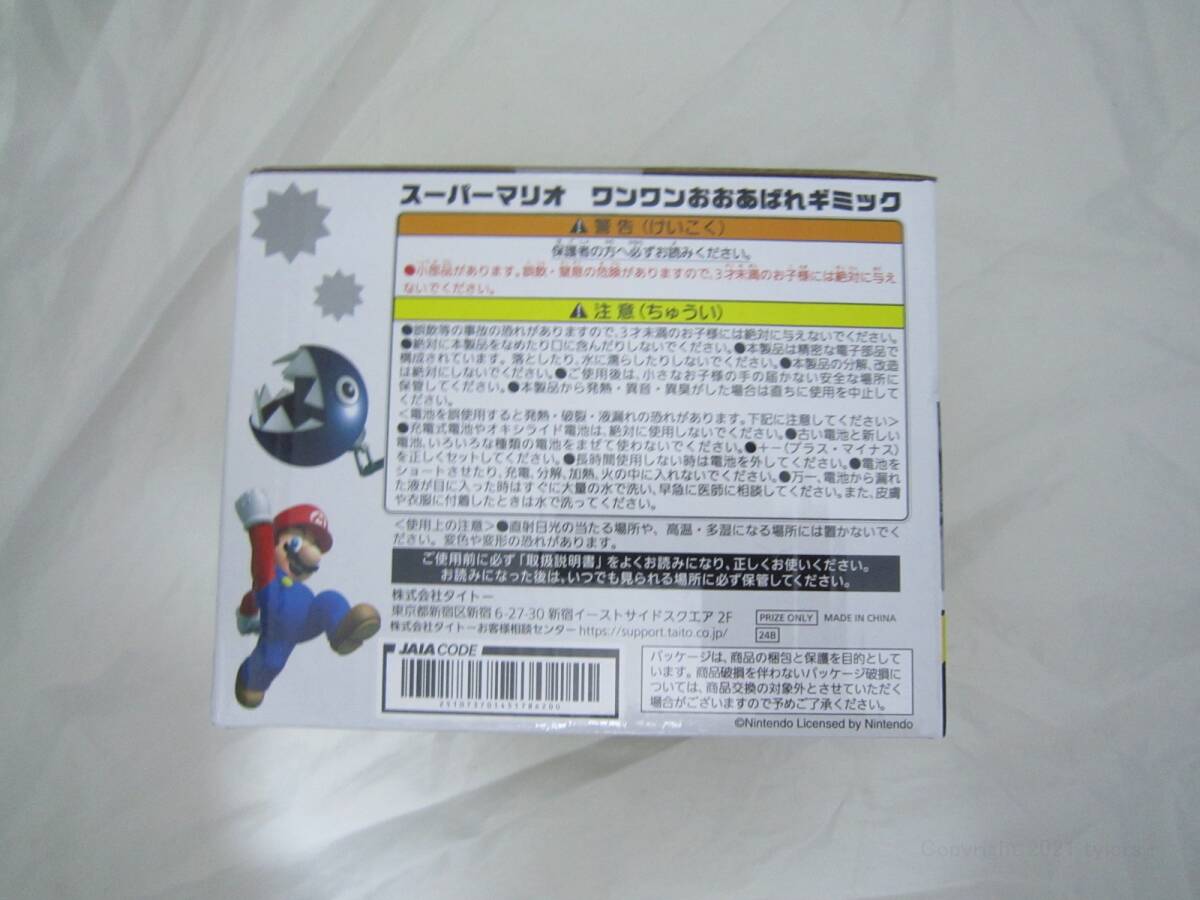 スーパーマリオ ワンワンおおあばれギミック
警告(けいこく)
保護者の方へ必ずお読みください。
●小部品があります。誤飲・窒息の危険がありますので、3才未満のお子様には絶対に与え
ないでください。
注意(ちゅうい)
●誤飲等の事故の恐れがありますので、3才未満のお子様には絶対に与えないでください。
●絶対に本製品をなめたり口に含んだりしないでください。●本製品は精密な電子部品で
構成されています。落としたり、水に濡らしたりしないでください。●本製品の分解、改造
は絶対にしないでください。●ご使用後は、小さなお子様の手の届かない安全な場所に
保管してください。●本製品から発熱・異音・異臭がした場合は直ちに使用を中止して
ください。
<電池を誤使用すると発熱・破裂・液漏れの恐れがあります。下記に注意してください>
●充電式電池やオキシライド電池は、絶対に使用しないでください。●古い電池と新しい
電池、いろいろな種類の電池をまぜて使わないでください。●+-(プラス・マイナス)
を正しくセットしてください。●長時間使用しない時は電池を外してください。●電池を
ショートさせたり、充電、分解、加熱、火の中に入れないでください。●万一、電池から漏れ
た液が目に入った時はすぐに大量の水で洗い、早急に医師に相談してください。また、皮膚
や衣服に付着したときは水で洗ってください。
<使用上の注意>●直射日光の当たる場所や、高温・多湿になる場所には置かないでく
ださい。変色や変形の恐れがあります。
ご使用前に必ず「取扱説明書」をよくお読みになり、正しくお使いください。
お読みになった後は、いつでも見られる場所に必ず保管してください。
株式会社タイトー
東京都新宿区新宿 6-27-30 新宿イーストサイドスクエア 2F
株式会社タイトーお客様相談センター https://support.taito.co.jp/
PRIZE ONLY MADE IN CHINA
24B
JAIA CODE
パッケージは、商品の梱包と保護を目的として
います。商品破損を伴わないパッケージ破損
については、商品交換の対象外とさせていただく
場合がございますので予めご了承ください。
©Nintendo Licensed by Nintendo
Copyright 2021